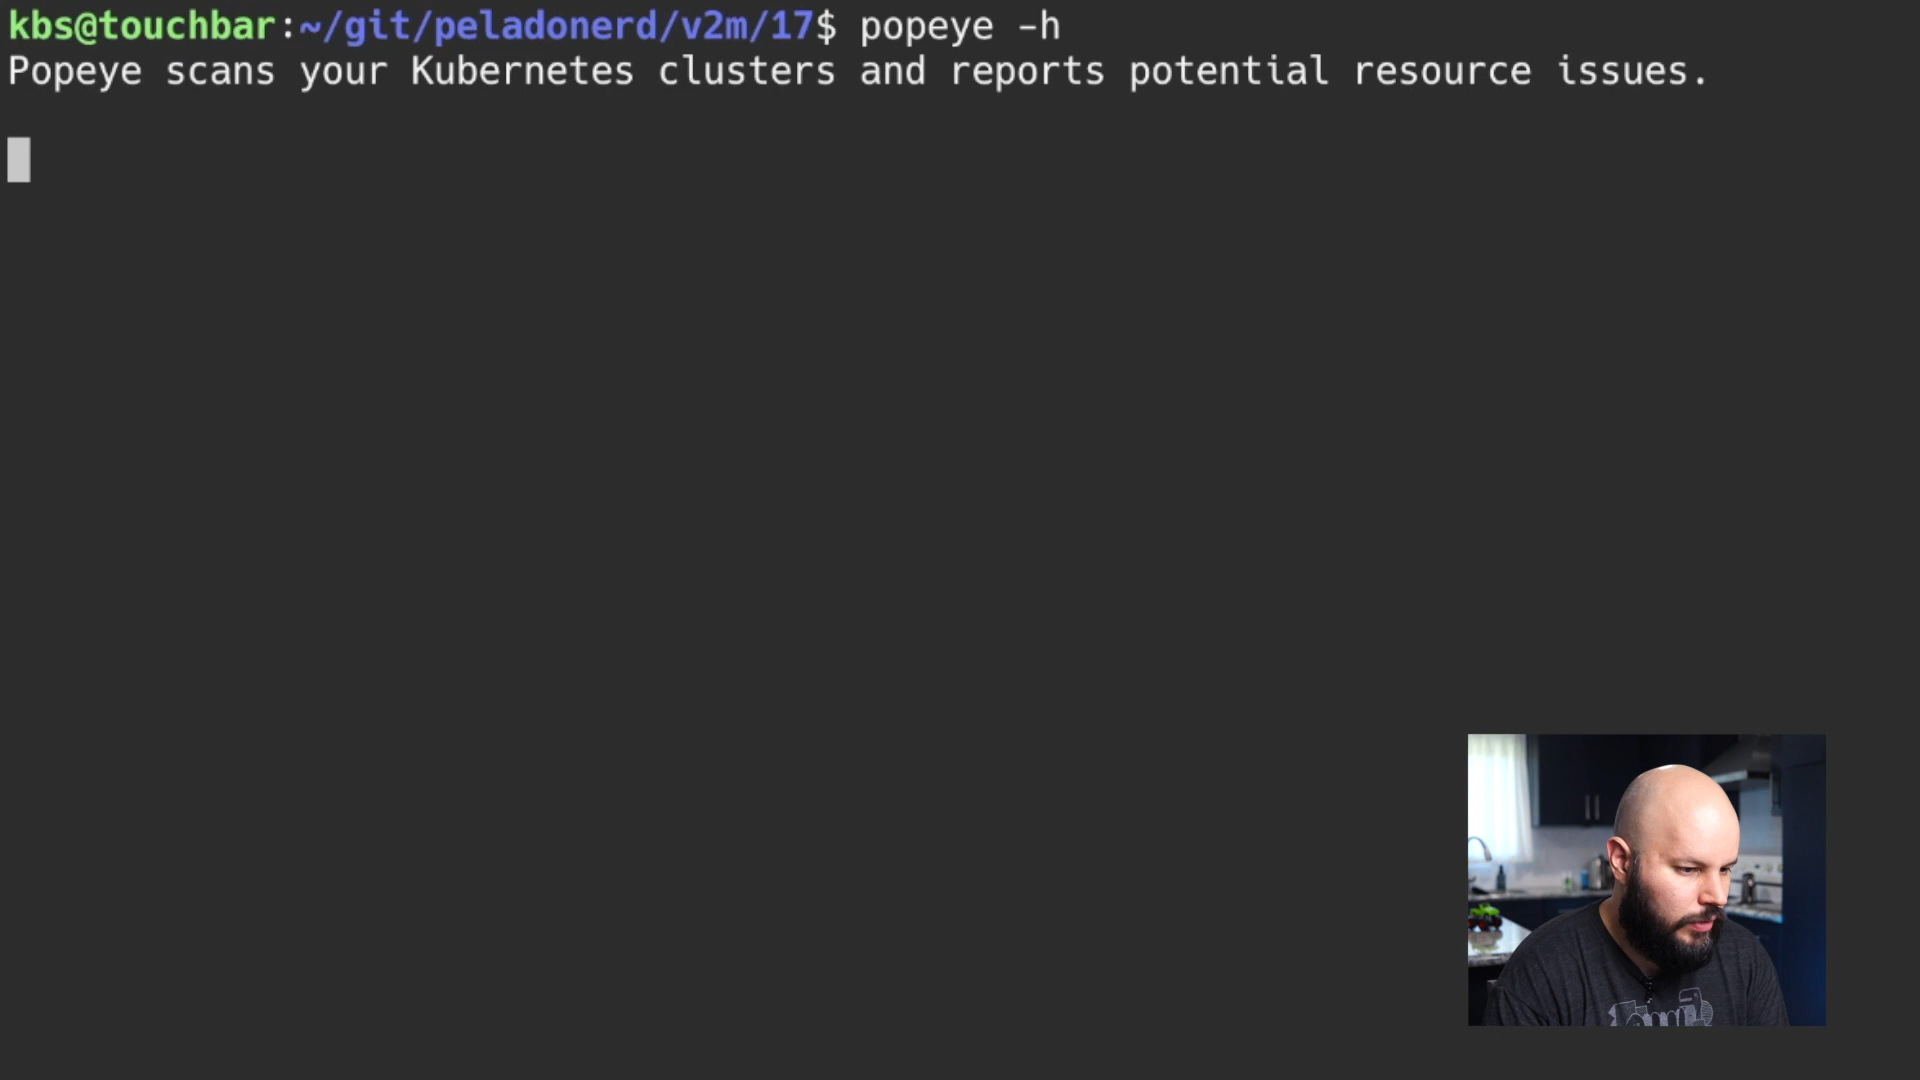 kbs@touchbar:~/git/peladonerd/v2m/17$ popeye -h
Popeye scans your Kubernetes clusters and reports potential resource issues.